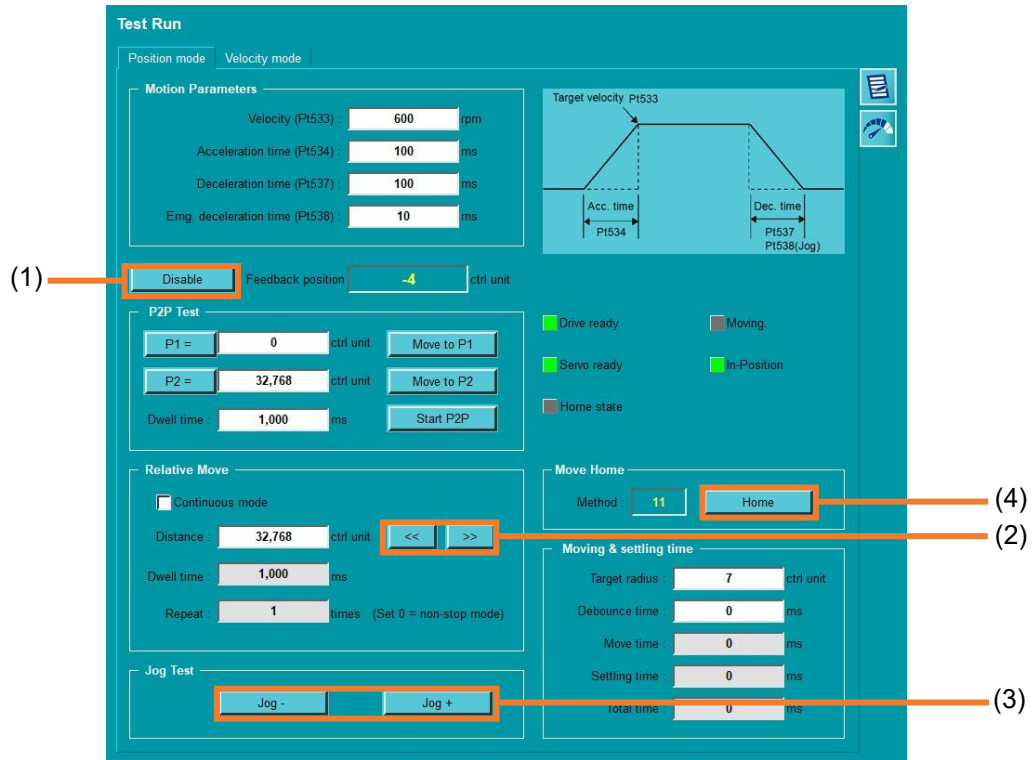 Test Run
Position mode Velocity mode
Motion Parameters
Velocity (Pt533) : 600 rpm
Acceleration time (Pt534) : 100 ms
Deceleration time (Pt537) : 100 ms
Emg. deceleration time (Pt538) : 10 ms
Target velocity Pt533
Acc. time
Pt534
Dec. time
Pt537
Pt538(Jog)
(1)
Disable Feedback position -4 ctrl unit
P2P Test
P1 = 0 ctrl unit Move to P1
P2 = 32,768 ctrl unit Move to P2
Dwell time : 1,000 ms Start P2P
Drive ready Moving.
Servo ready In-Position
Home state
Relative Move
Continuous mode
Distance : 32,768 ctrl unit << >>
Dwell time : 1,000 ms
Repeat : 1 times (Set 0 = non-stop mode)
Move Home
Method : 11 Home
(4)
(2)
Moving & settling time
Target radius : 7 ctrl unit
Debounce time : 0 ms
Move time : 0 ms
Settling time : 0 ms
Total time : 0 ms
Jog Test
Jog - Jog +
(3)